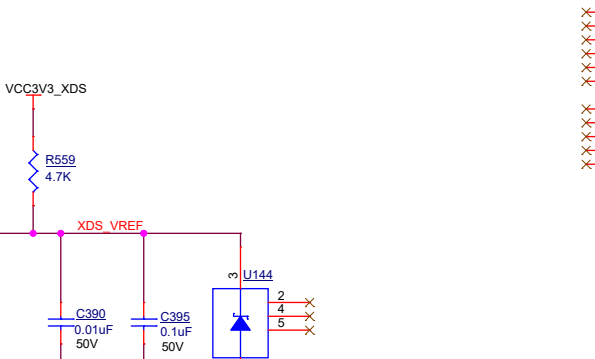 VCC3V3_XDS
R559
4.7K
XDS_VREF
3
U144
2
4
5
C390
0.01uF
50V
C395
0.1uF
50V